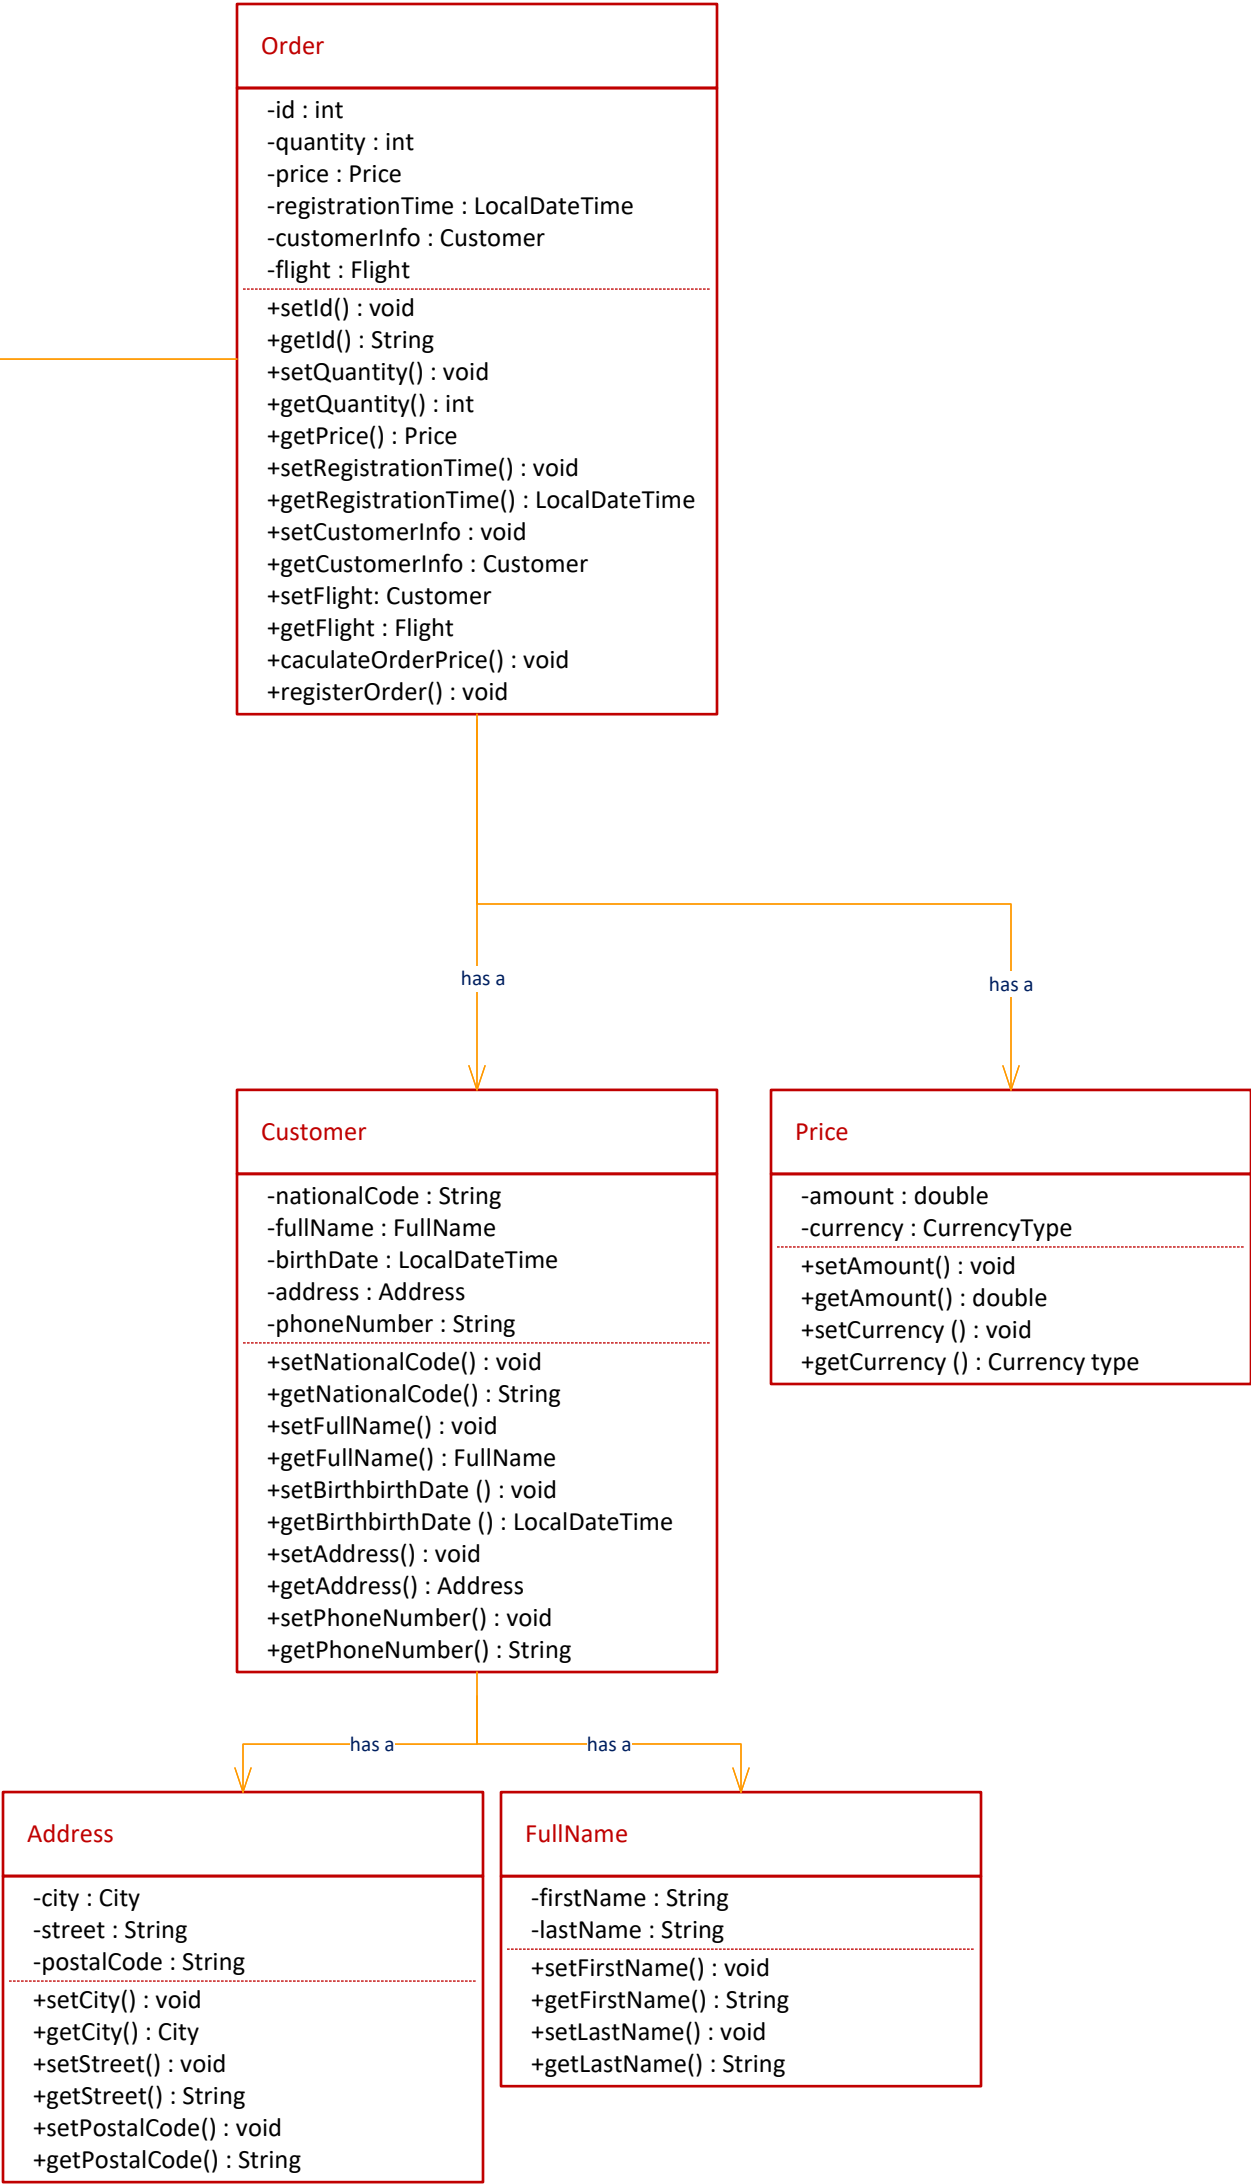 Order
-id : int
-quantity : int
-price : Price
-registrationTime : LocalDateTime
-customerInfo : Customer
-flight : Flight
+setId() : void
+getId() : String
+setQuantity() : void
+getQuantity() : int
+getPrice() : Price
+setRegistrationTime() : void
+getRegistrationTime() : LocalDateTime
+setCustomerInfo : void
+getCustomerInfo : Customer
+setFlight: Customer
+getFlight : Flight
+caculateOrderPrice() : void
+registerOrder() : void
has a
has a
Customer
-nationalCode : String
-fullName : FullName
-birthDate : LocalDateTime
-address : Address
-phoneNumber : String
+setNationalCode() : void
+getNationalCode() : String
+setFullName() : void
+getFullName() : FullName
+setBirthbirthDate () : void
+getBirthbirthDate () : LocalDateTime
+setAddress() : void
+getAddress() : Address
+setPhoneNumber() : void
+getPhoneNumber() : String
Price
-amount : double
-currency : CurrencyType
+setAmount() : void
+getAmount() : double
+setCurrency () : void
+getCurrency () : Currency type
has a
has a
Address
-city : City
-street : String
-postalCode : String
+setCity() : void
+getCity() : City
+setStreet() : void
+getStreet() : String
+setPostalCode() : void
+getPostalCode() : String
FullName
-firstName : String
-lastName : String
+setFirstName() : void
+getFirstName() : String
+setLastName() : void
+getLastName() : String